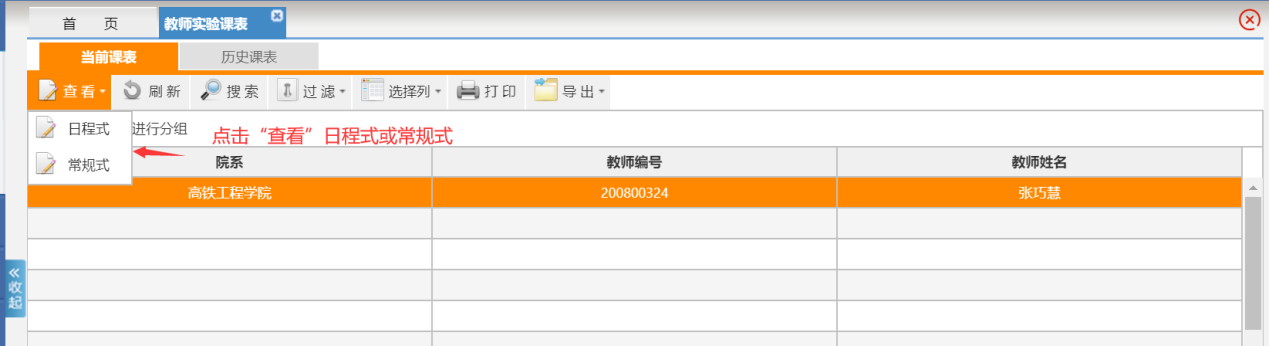 首 页 教师实验课表
当前课表 历史课表
查看 刷新 搜索 过滤 选择列 打印 导出
日程式 进行分组 点击“查看”日程式或常规式
常规式
院系 教师编号 教师姓名
高铁工程学院 200800324 张巧慧
收起